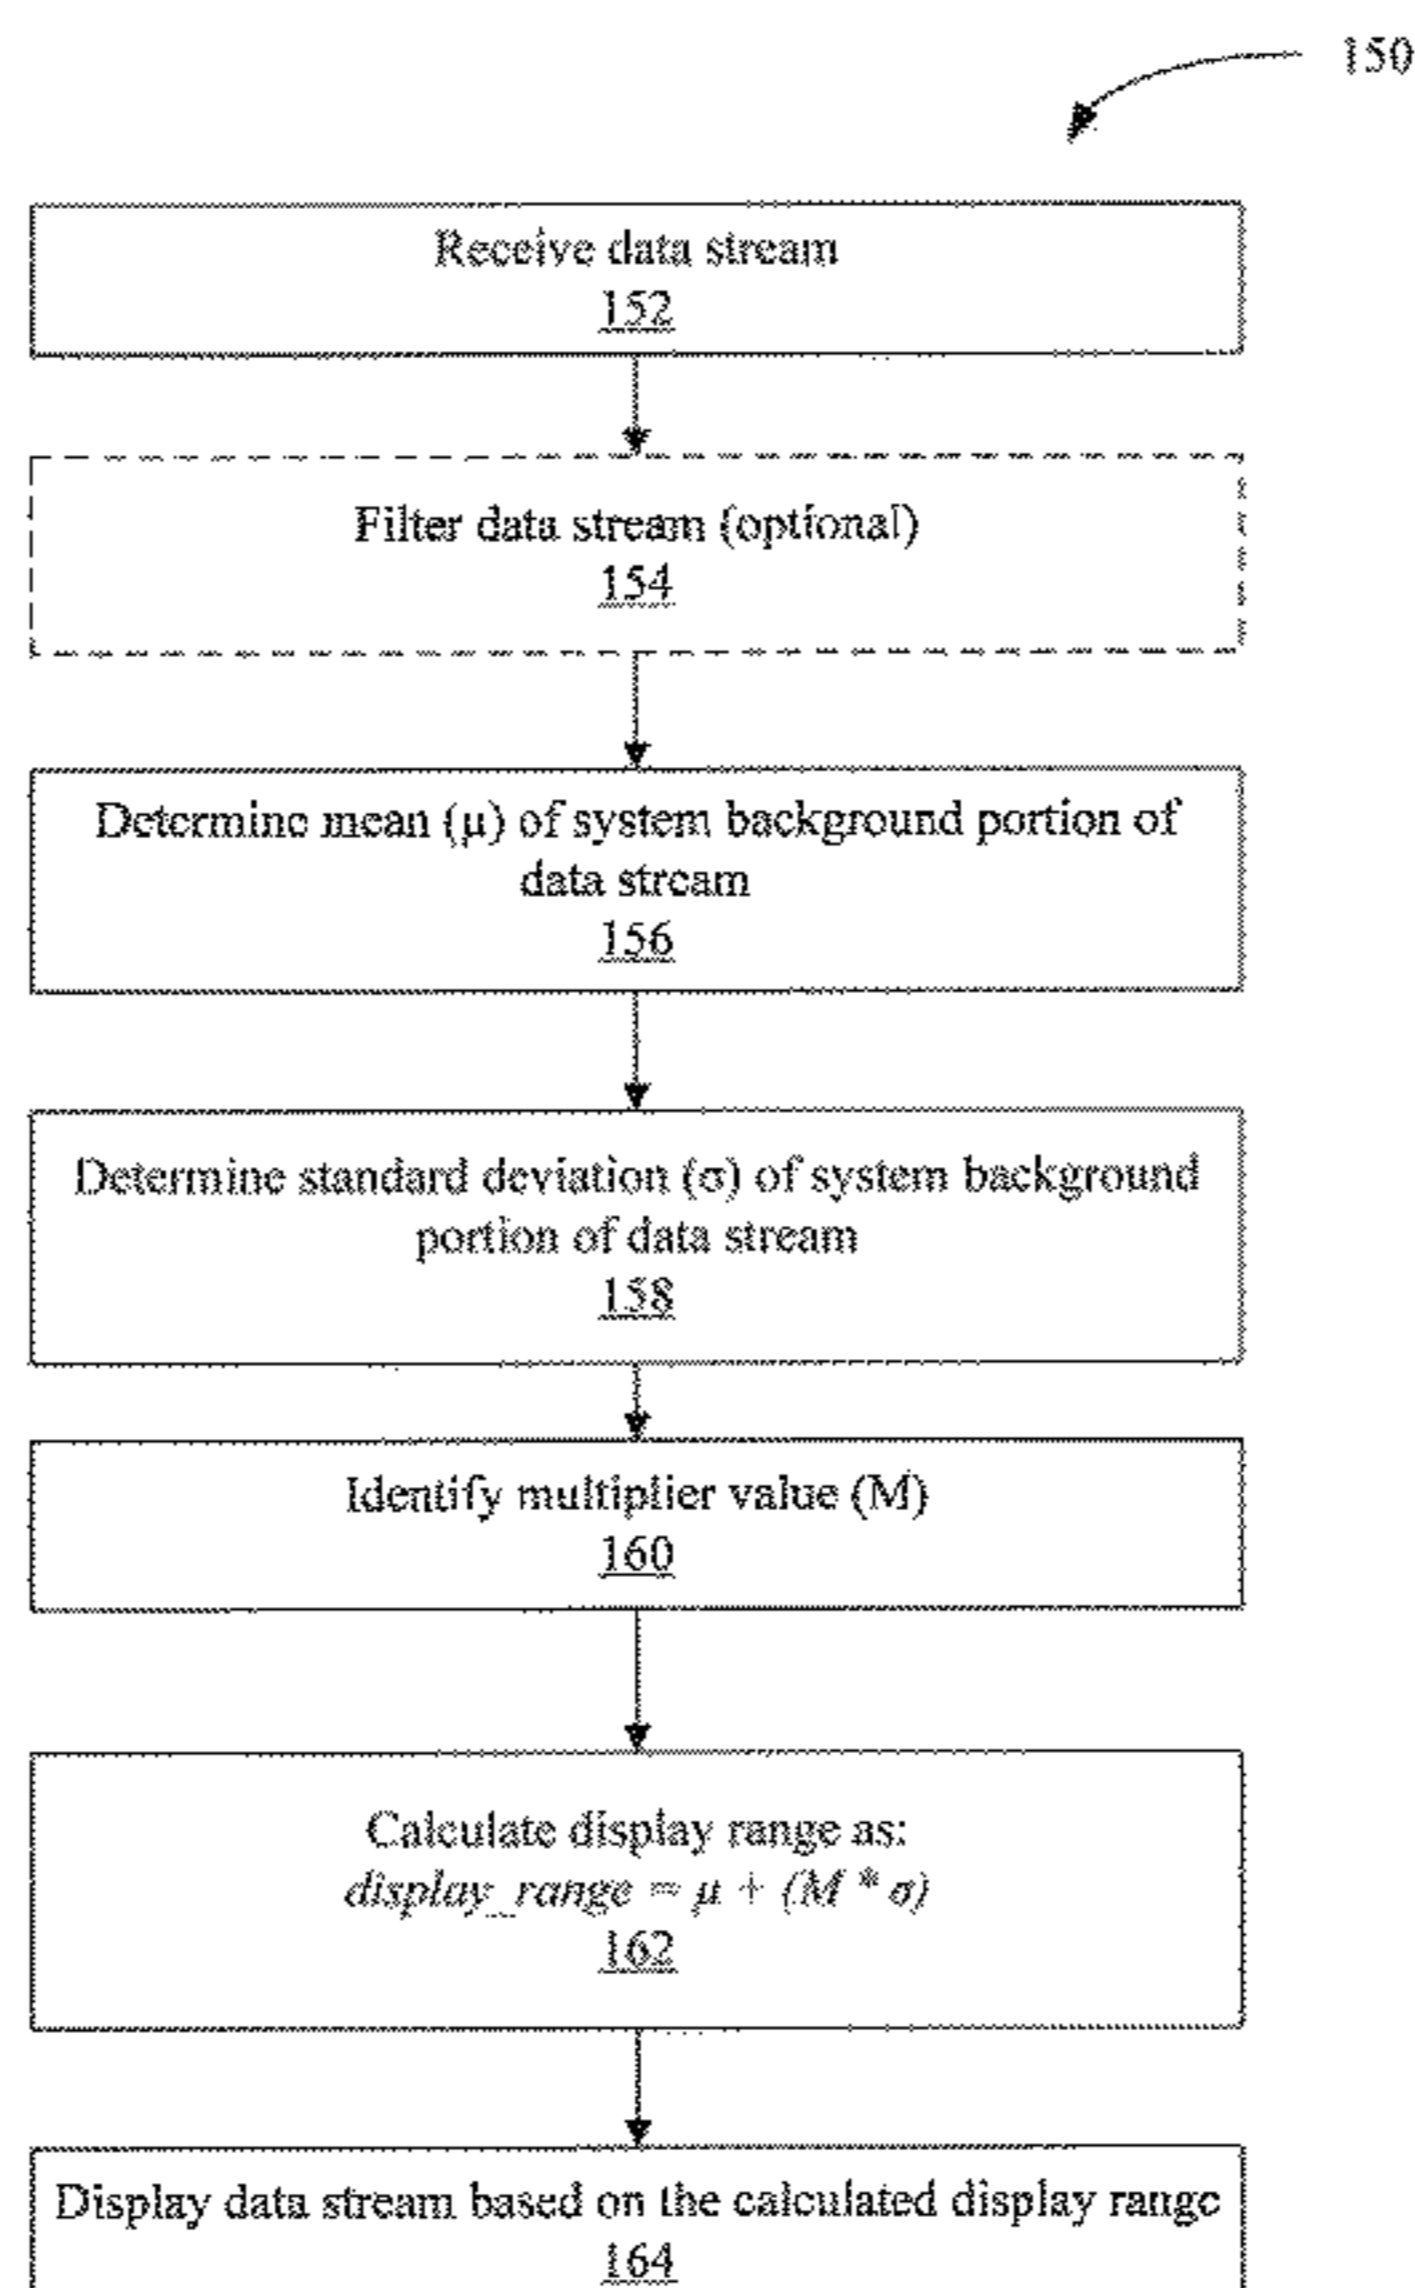 150
Receive data stream
152
Filter data stream (optional)
154
Determine mean (μ) of system background portion of
data stream
156
Determine standard deviation (σ) of system background
portion of data stream
158
Identify multiplier value (M)
160
Calculate display range as:
display_range = μ + (M * σ)
162
Display data stream based on the calculated display range
164